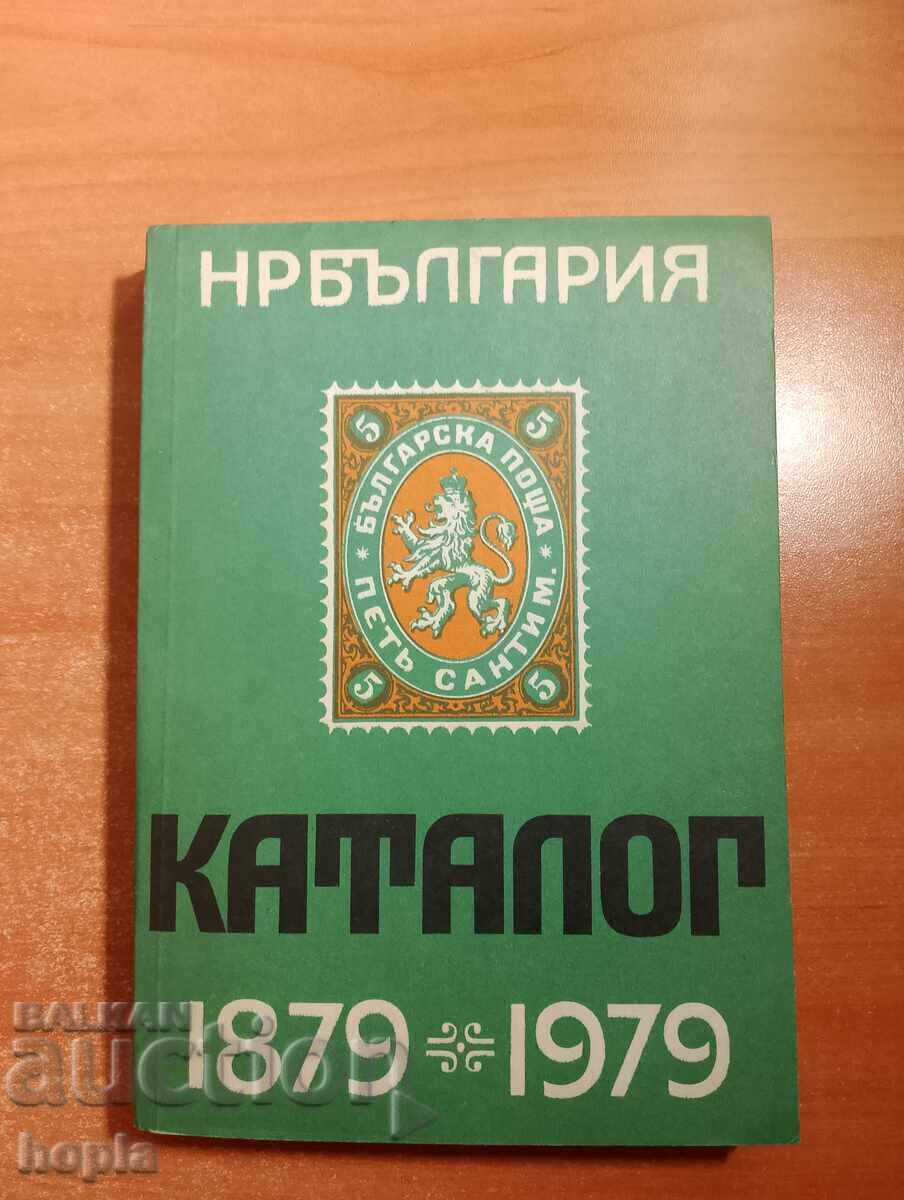 НРБЪЛГАРИЯ
5 5
БЪЛГАРСКА ПОЩА
* ПЕТЬ САНТИМ. *
5 5
КАТАЛОГ
1879 1979
BALKAN
auction
hopla